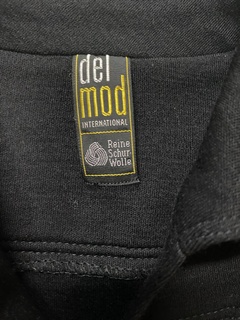 del
mod
INTERNATIONAL
Reine
Schur-
Wolle